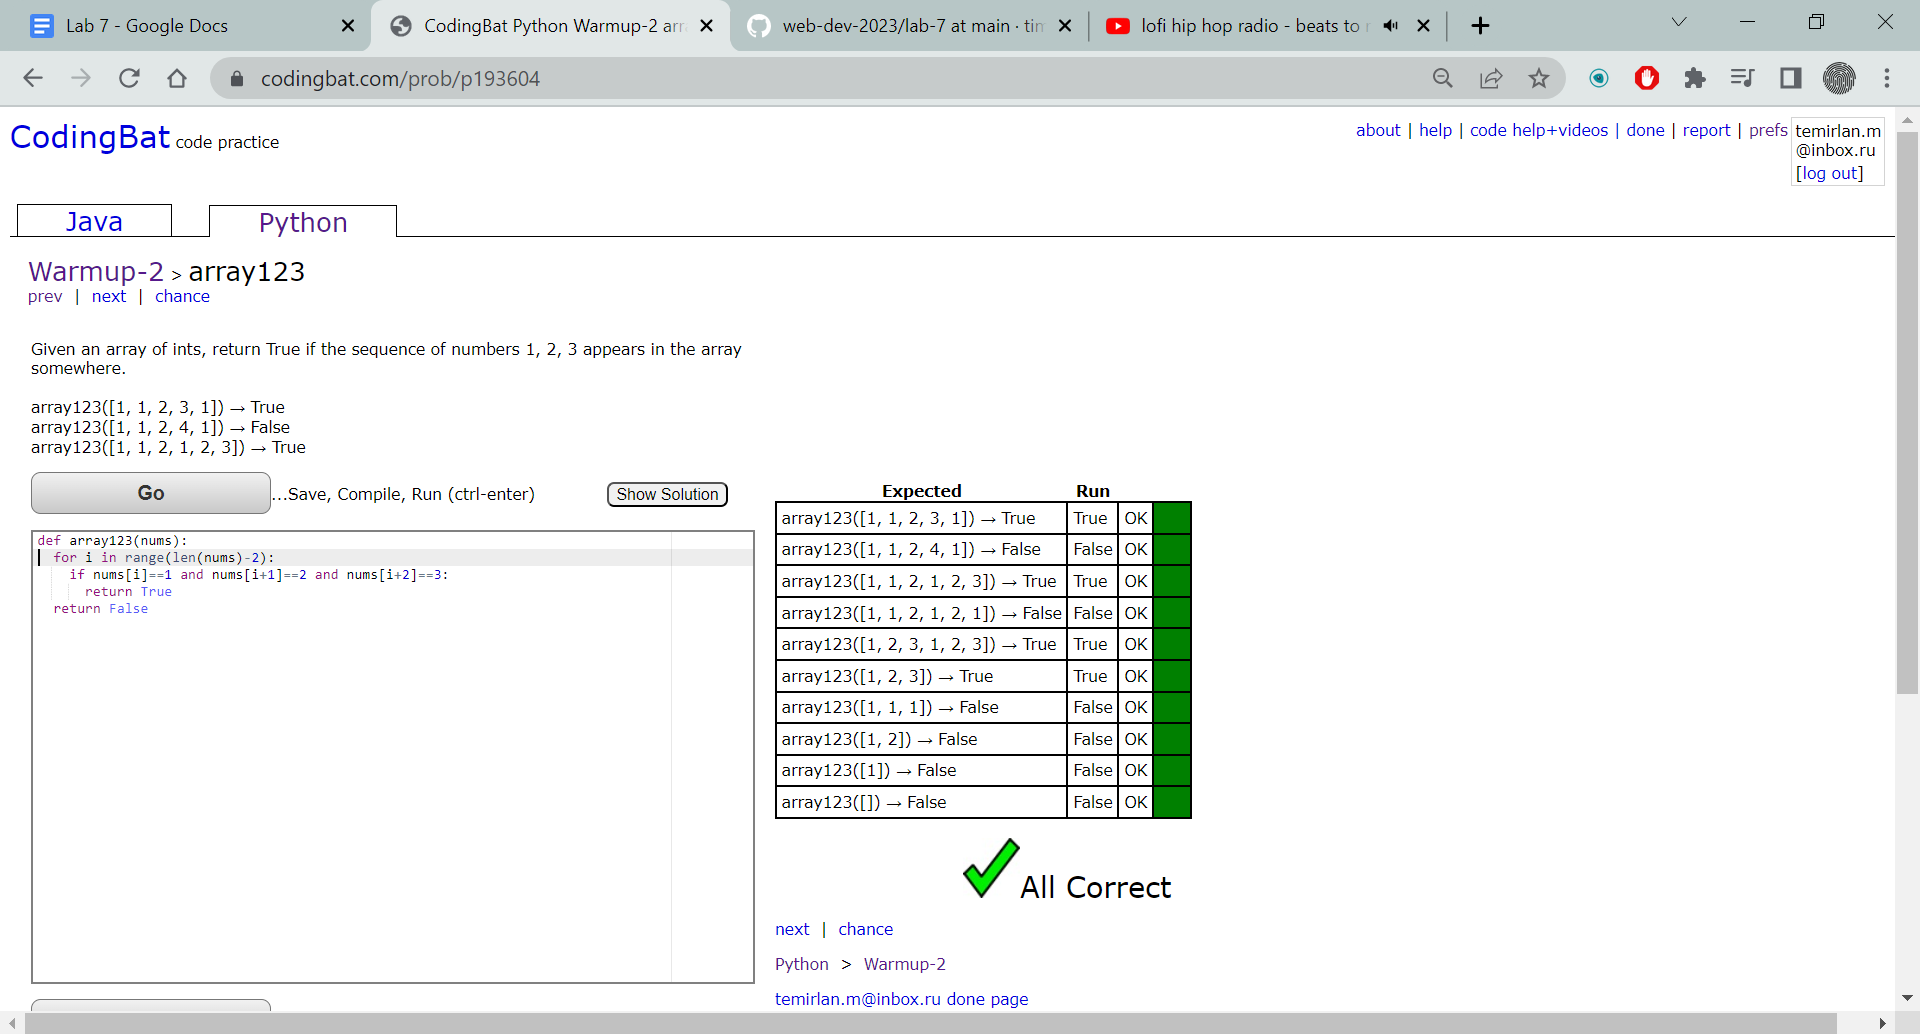 Lab 7 - Google Docs
CodingBat Python Warmup-2 arr
web-dev-2023/lab-7 at main · tim
lofi hip hop radio - beats to r
codingbat.com/prob/p193604
CodingBat code practice
about | help | code help+videos | done | report | prefs
temirlan.m
@inbox.ru
[log out]
Java
Python
Warmup-2 > array123
prev | next | chance
Given an array of ints, return True if the sequence of numbers 1, 2, 3 appears in the array
somewhere.
array123([1, 1, 2, 3, 1]) → True
array123([1, 1, 2, 4, 1]) → False
array123([1, 1, 2, 1, 2, 3]) → True
Go
...Save, Compile, Run (ctrl-enter)
Show Solution
def array123(nums):
  for i in range(len(nums)-2):
    if nums[i]==1 and nums[i+1]==2 and nums[i+2]==3:
      return True
  return False
Expected Run
array123([1, 1, 2, 3, 1]) → True True OK
array123([1, 1, 2, 4, 1]) → False False OK
array123([1, 1, 2, 1, 2, 3]) → True True OK
array123([1, 1, 2, 1, 2, 1]) → False False OK
array123([1, 2, 3, 1, 2, 3]) → True True OK
array123([1, 2, 3]) → True True OK
array123([1, 1, 1]) → False False OK
array123([1, 2]) → False False OK
array123([1]) → False False OK
array123([]) → False False OK
All Correct
next | chance
Python > Warmup-2
temirlan.m@inbox.ru done page